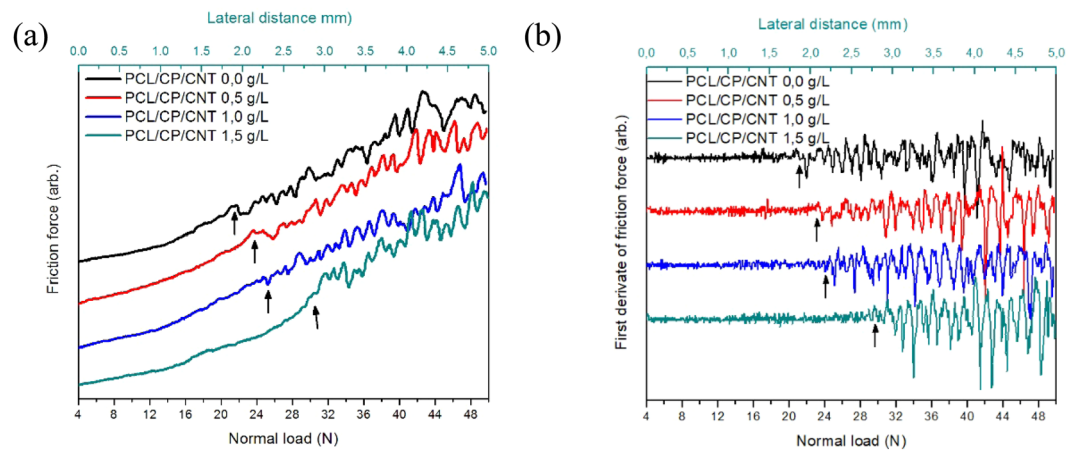 (a)
Lateral distance mm)
0.0 0.5 1.0 1.5 2.0 2.5 3.0 3.5 4.0 4.5 5.0
PCL/CP/CNT 0,0 g/L
PCL/CP/CNT 0,5 g/L
PCL/CP/CNT 1,0 g/L
PCL/CP/CNT 1,5 g/L
Friction force (arb.)
4 8 12 16 20 24 28 32 36 40 44 48
Normal load (N)
(b)
Lateral distance (mm)
0,0 0,5 1,0 1,5 2,0 2,5 3,0 3,5 4,0 4,5 5,0
PCL/CP/CNT 0,0 g/L
PCL/CP/CNT 0,5 g/L
PCL/CP/CNT 1,0 g/L
PCL/CP/CNT 1,5 g/L
First derivate of friction force (arb.)
4 8 12 16 20 24 28 32 36 40 44 48
Normal load (N)